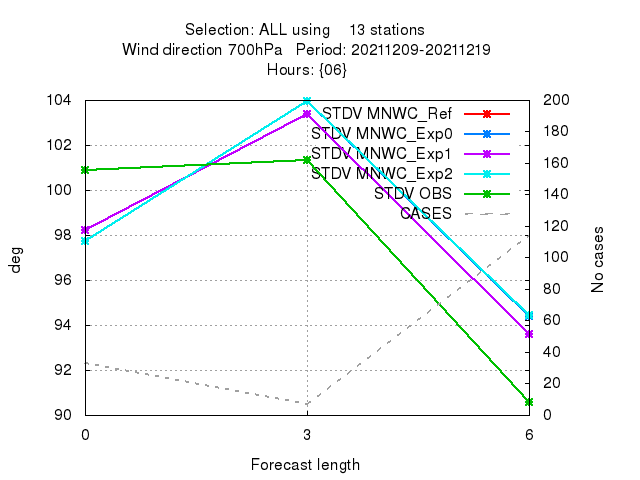 Selection: ALL using 13 stations
Wind direction 700hPa Period: 20211209-20211219
Hours: {06}
104 200
STDV MNWC_Ref
180
STDV MNWC_Exp0
102 160
STDV MNWC_Exp1
STDV MNWC_Exp2
100 140
STDV OBS
CASES
120
98
deg
No cases
100
96 80
60
94
40
92
20
90 0
0 3 6
Forecast length